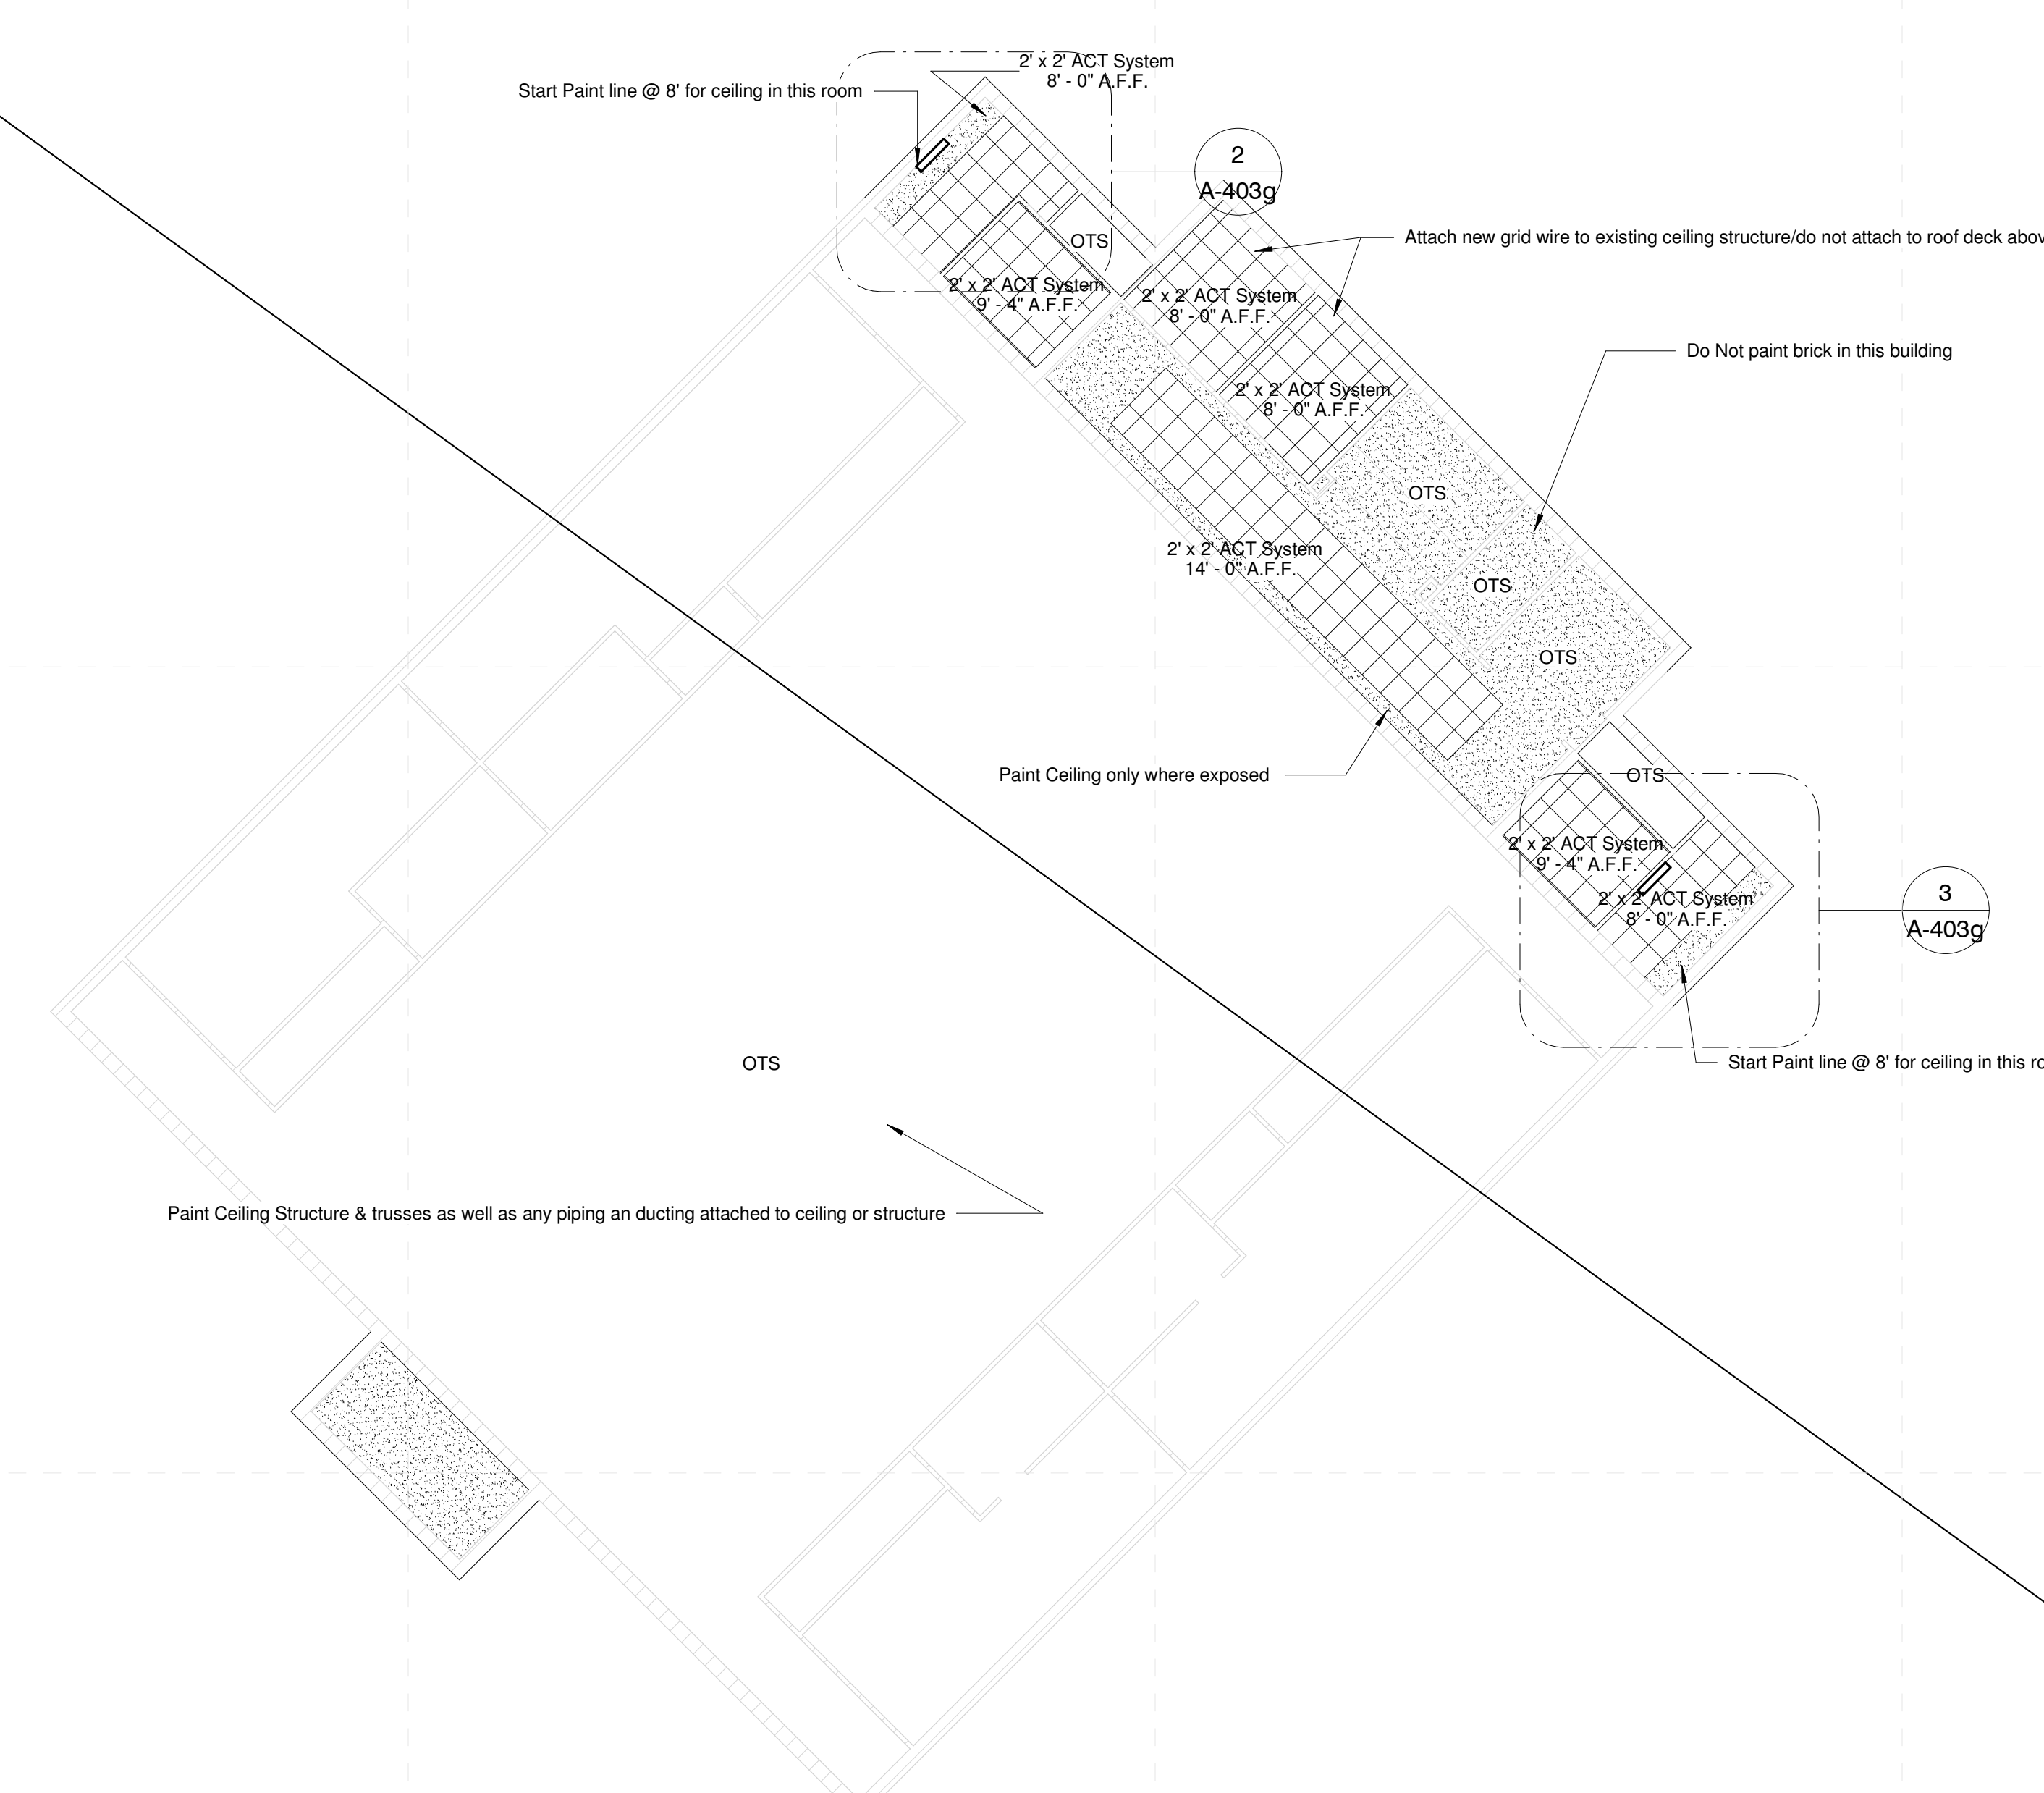 2' x 2' ACT System
8' - 0" A.F.F.
Start Paint line @ 8' for ceiling in this room
2
A-403g
OTS
Attach new grid wire to existing ceiling structure/do not attach to roof deck abov
2' x 2' ACT System
9' - 4" A.F.F.
2' x 2' ACT System
8' - 0" A.F.F.
Do Not paint brick in this building
2' x 2' ACT System
8' - 0" A.F.F.
OTS
2' x 2' ACT System
14' - 0" A.F.F.
OTS
OTS
Paint Ceiling only where exposed
OTS
2' x 2' ACT System
9' - 4" A.F.F.
2' x 2' ACT System
8' - 0" A.F.F.
3
A-403g
OTS
Start Paint line @ 8' for ceiling in this ro
Paint Ceiling Structure & trusses as well as any piping an ducting attached to ceiling or structure